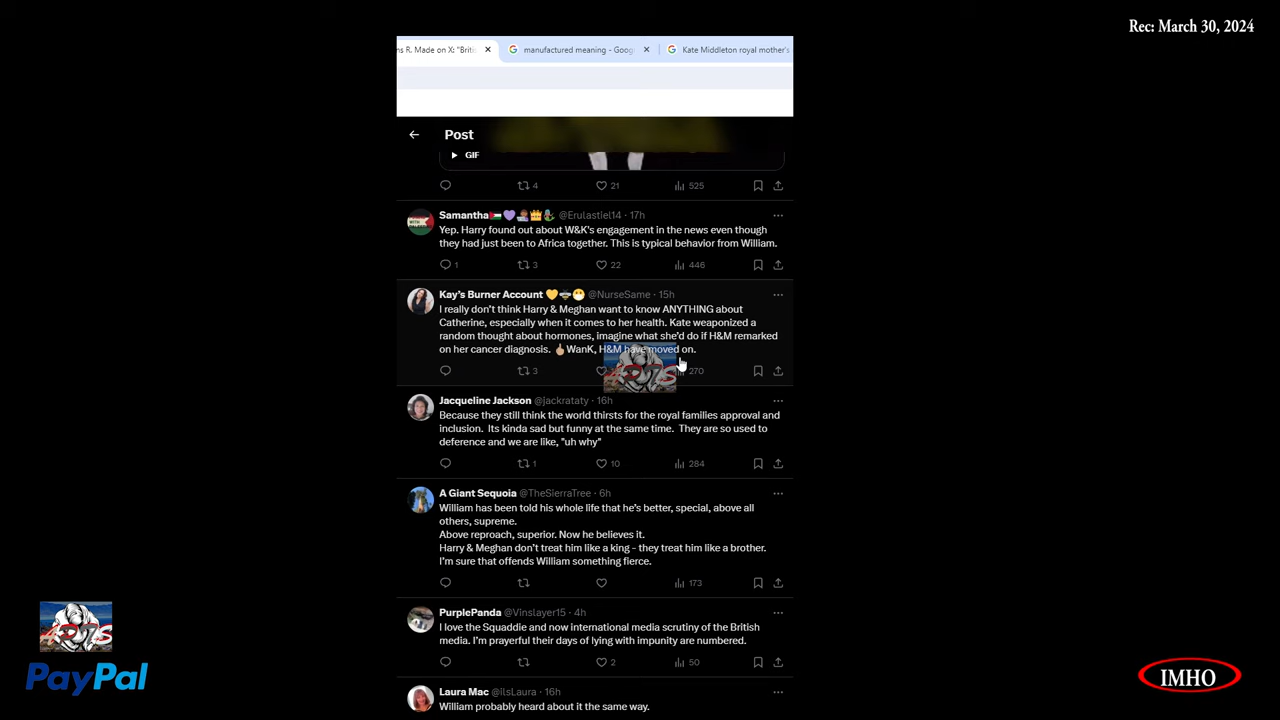 Rec: March 30, 2024
ns R. Made on X: "Brit
manufactured meaning - Goog
Kate Middleton royal mother's
Post
GIF
4
21
525
Samantha @Erulastiel14 · 17h
Yep. Harry found out about W&K's engagement in the news even though
they had just been to Africa together. This is typical behavior from William.
1
3
22
446
Kay's Burner Account @NurseSame · 15h
I really don't think Harry & Meghan want to know ANYTHING about
Catherine, especially when it comes to her health. Kate weaponized a
random thought about hormones, imagine what she'd do if H&M remarked
on her cancer diagnosis. WanK, H&M have moved on.
3
270
Jacqueline Jackson @jackrataty · 16h
Because they still think the world thirsts for the royal families approval and
inclusion. Its kinda sad but funny at the same time. They are so used to
deference and we are like, "uh why"
1
10
284
A Giant Sequoia @TheSierraTree · 6h
William has been told his whole life that he's better, special, above all
others, supreme.
Above reproach, superior. Now he believes it.
Harry & Meghan don't treat him like a king - they treat him like a brother.
I'm sure that offends William something fierce.
173
PurplePanda @Vinslayer15 · 4h
I love the Squaddie and now international media scrutiny of the British
media. I'm prayerful their days of lying with impunity are numbered.
2
50
Laura Mac @ilsLaura · 16h
William probably heard about it the same way.
PayPal
IMHO